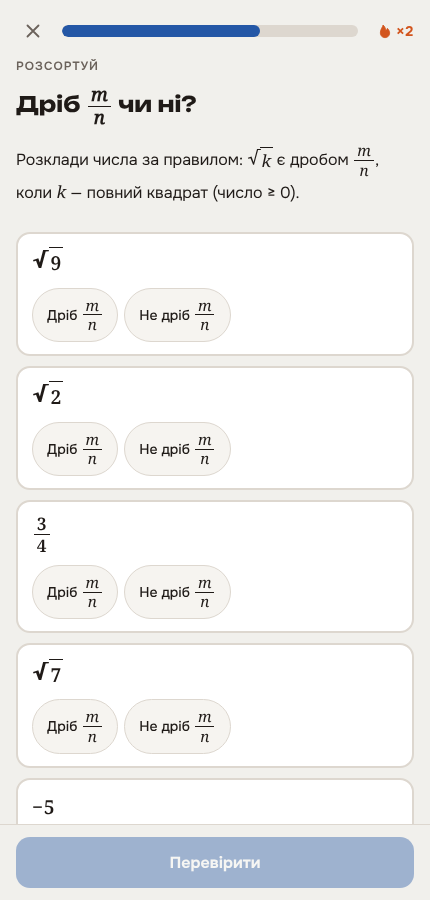 ×2
РОЗСОРТУЙ
Дріб m/n чи ні?
Розклади числа за правилом: √k є дробом m/n,
коли k — повний квадрат (число ≥ 0).
√9
Дріб m/n Не дріб m/n
√2
Дріб m/n Не дріб m/n
3/4
Дріб m/n Не дріб m/n
√7
Дріб m/n Не дріб m/n
−5
Перевірити